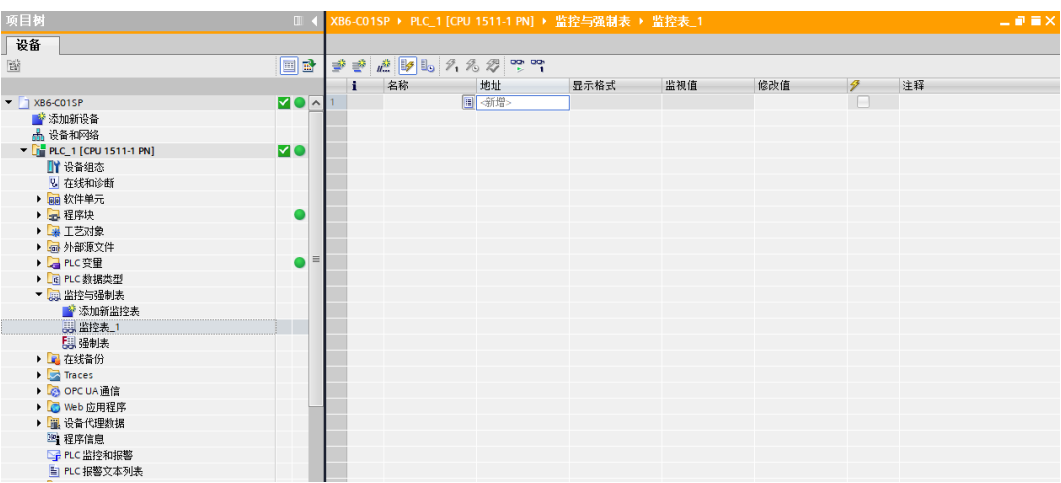 项目树
XB6-C01SP ▸ PLC_1 [CPU 1511-1 PN] ▸ 监控与强制表 ▸ 监控表_1
设备
i 名称 地址 显示格式 监视值 修改值 注释
1 <新增>
XB6-C01SP
添加新设备
设备和网络
PLC_1 [CPU 1511-1 PN]
设备组态
在线和诊断
软件单元
程序块
工艺对象
外部源文件
PLC 变量
PLC 数据类型
监控与强制表
添加新监控表
监控表_1
强制表
在线备份
Traces
OPC UA 通信
Web 应用程序
设备代理数据
程序信息
PLC 监控和报警
PLC 报警文本列表